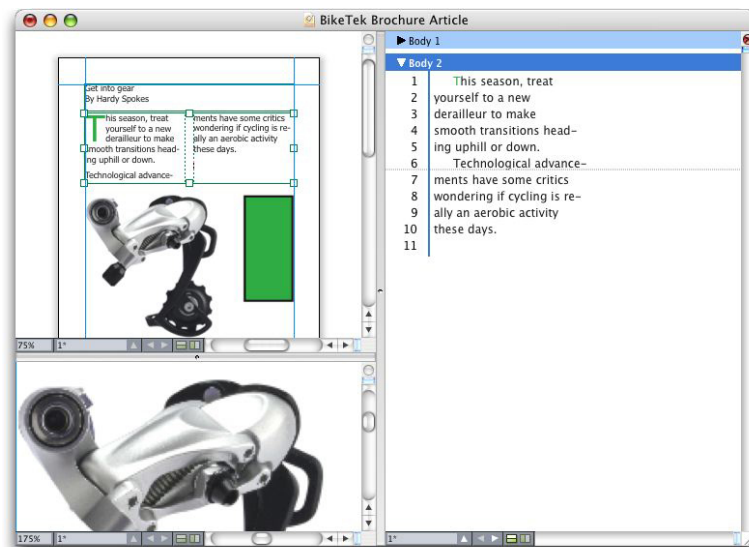 BikeTek Brochure Article
Get into gear
By Hardy Spokes
This season, treat
yourself to a new
derailleur to make
smooth transitions head-
ing uphill or down.
Technological advance-
ments have some critics
wondering if cycling is re-
ally an aerobic activity
these days.
75% 1*
175% 1*
Body 1
Body 2
1 This season, treat
2 yourself to a new
3 derailleur to make
4 smooth transitions head-
5 ing uphill or down.
6 Technological advance-
7 ments have some critics
8 wondering if cycling is re-
9 ally an aerobic activity
10 these days.
11
1*